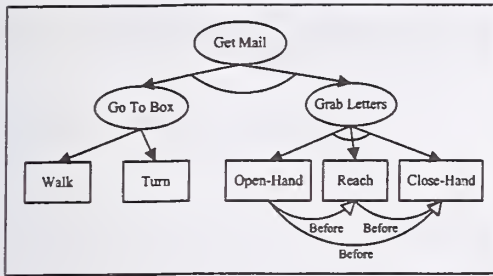 Get Mail
Go To Box
Grab Letters
Walk
Turn
Open-Hand
Reach
Close-Hand
Before
Before
Before